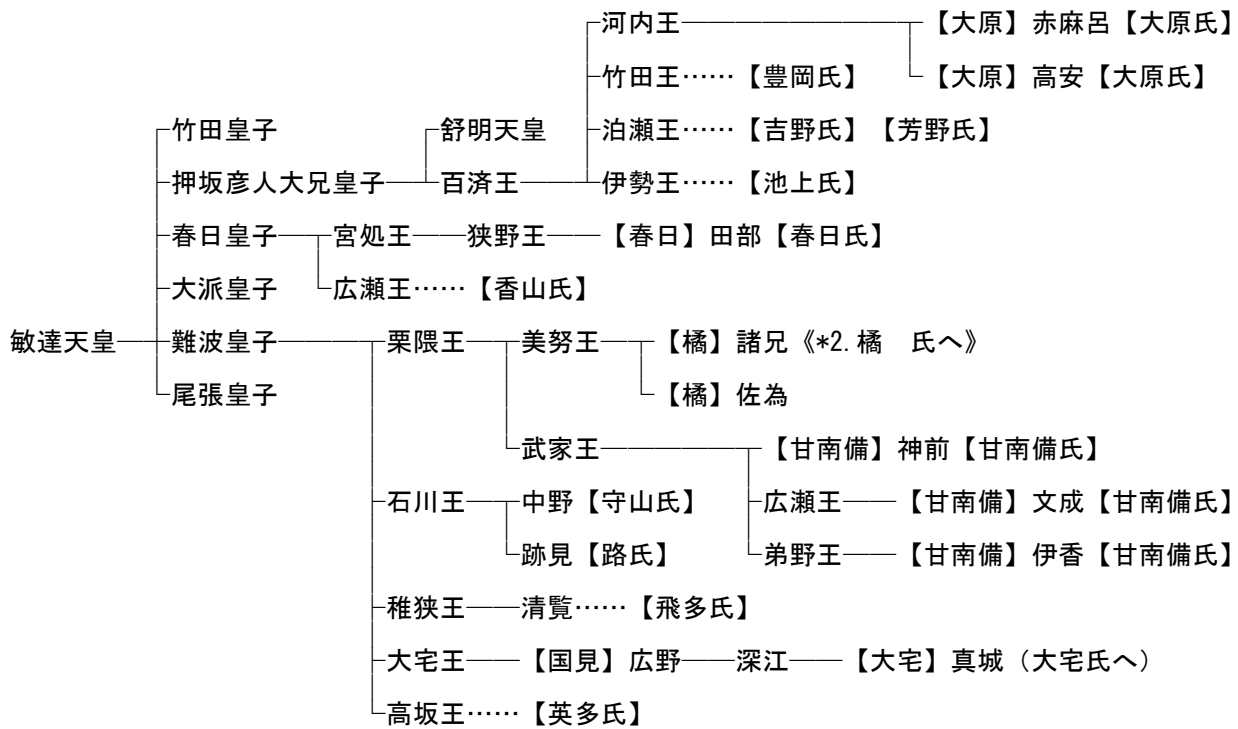 河内王 【大原】赤麻呂【大原氏】
竹田王……【豊岡氏】 【大原】高安【大原氏】
竹田皇子 舒明天皇 泊瀬王……【吉野氏】【芳野氏】
押坂彦人大兄皇子 百済王 伊勢王……【池上氏】
春日皇子 宮処王 狭野王 【春日】田部【春日氏】
大派皇子 広瀬王……【香山氏】
敏達天皇 難波皇子 栗隈王 美努王 【橘】諸兄《*2.橘　氏へ》
尾張皇子 【橘】佐為
武家王 【甘南備】神前【甘南備氏】
石川王 中野【守山氏】 広瀬王 【甘南備】文成【甘南備氏】
跡見【路氏】 弟野王 【甘南備】伊香【甘南備氏】
稚狭王 清覧……【飛多氏】
大宅王 【国見】広野 深江 【大宅】真城（大宅氏へ）
高坂王……【英多氏】